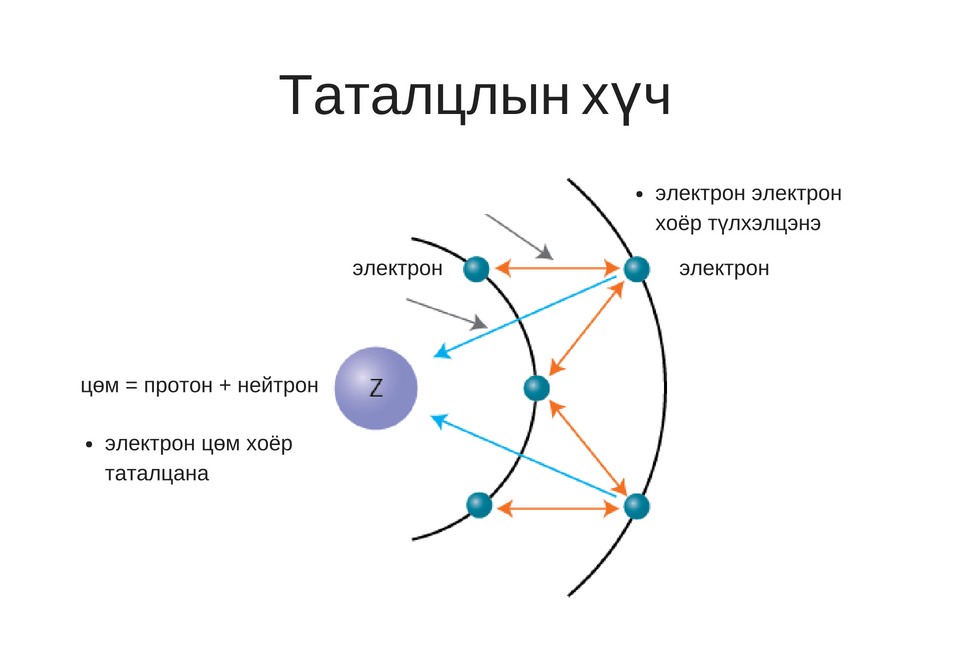 Таталцлын хүч
электрон электрон
хоёр түлхэлцэнэ
электрон
электрон
цөм = протон + нейтрон
Z
электрон цөм хоёр
таталцана